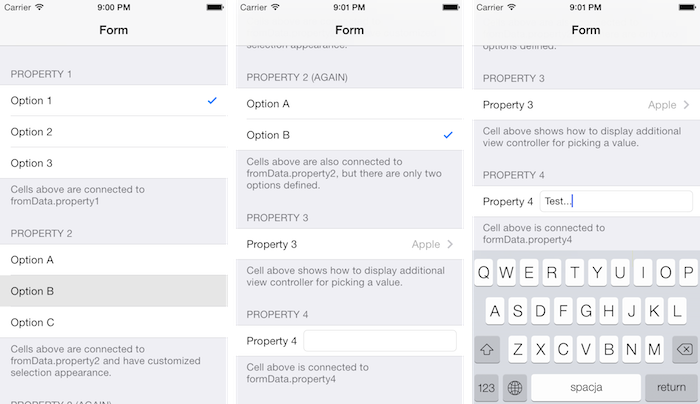 Carrier 9:00 PM
Form
PROPERTY 1
Option 1
Option 2
Option 3
Cells above are connected to
fromData.property1
PROPERTY 2
Option A
Option B
Option C
Cells above are connected to
fromData.property2 and have customized
selection appearance.
PROPERTY 2 (AGAIN)
Carrier 9:01 PM
Form
selection appearance.
PROPERTY 2 (AGAIN)
Option A
Option B
Cells above are also connected to
fromData.property2, but there are only two
options defined.
PROPERTY 3
Property 3 Apple
Cell above shows how to display additional
view controller for picking a value.
PROPERTY 4
Property 4
Cell above is connected to
formData.property4
Carrier 9:01 PM
Form
options defined.
PROPERTY 3
Property 3 Apple
Cell above shows how to display additional
view controller for picking a value.
PROPERTY 4
Property 4 Test...
Cell above is connected to
formData.property4
Q W E R T Y U I O P
A S D F G H J K L
Z X C V B N M
123 spacja return